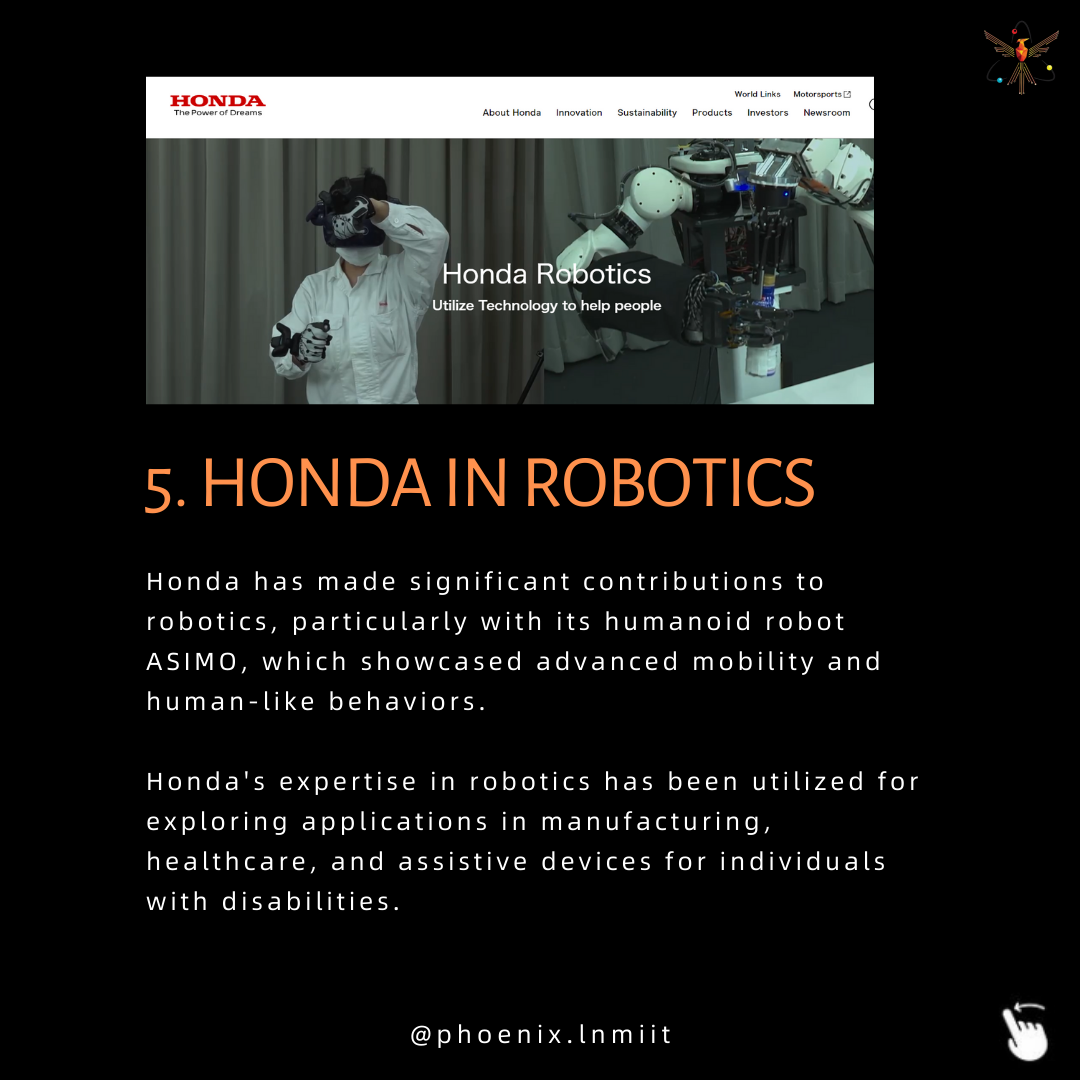 HONDA
The Power of Dreams
World Links Motorsports
About Honda Innovation Sustainability Products Investors Newsroom
Honda Robotics
Utilize Technology to help people
5. HONDA IN ROBOTICS
Honda has made significant contributions to
robotics, particularly with its humanoid robot
ASIMO, which showcased advanced mobility and
human-like behaviors.
Honda's expertise in robotics has been utilized for
exploring applications in manufacturing,
healthcare, and assistive devices for individuals
with disabilities.
@phoenix.lnmiit